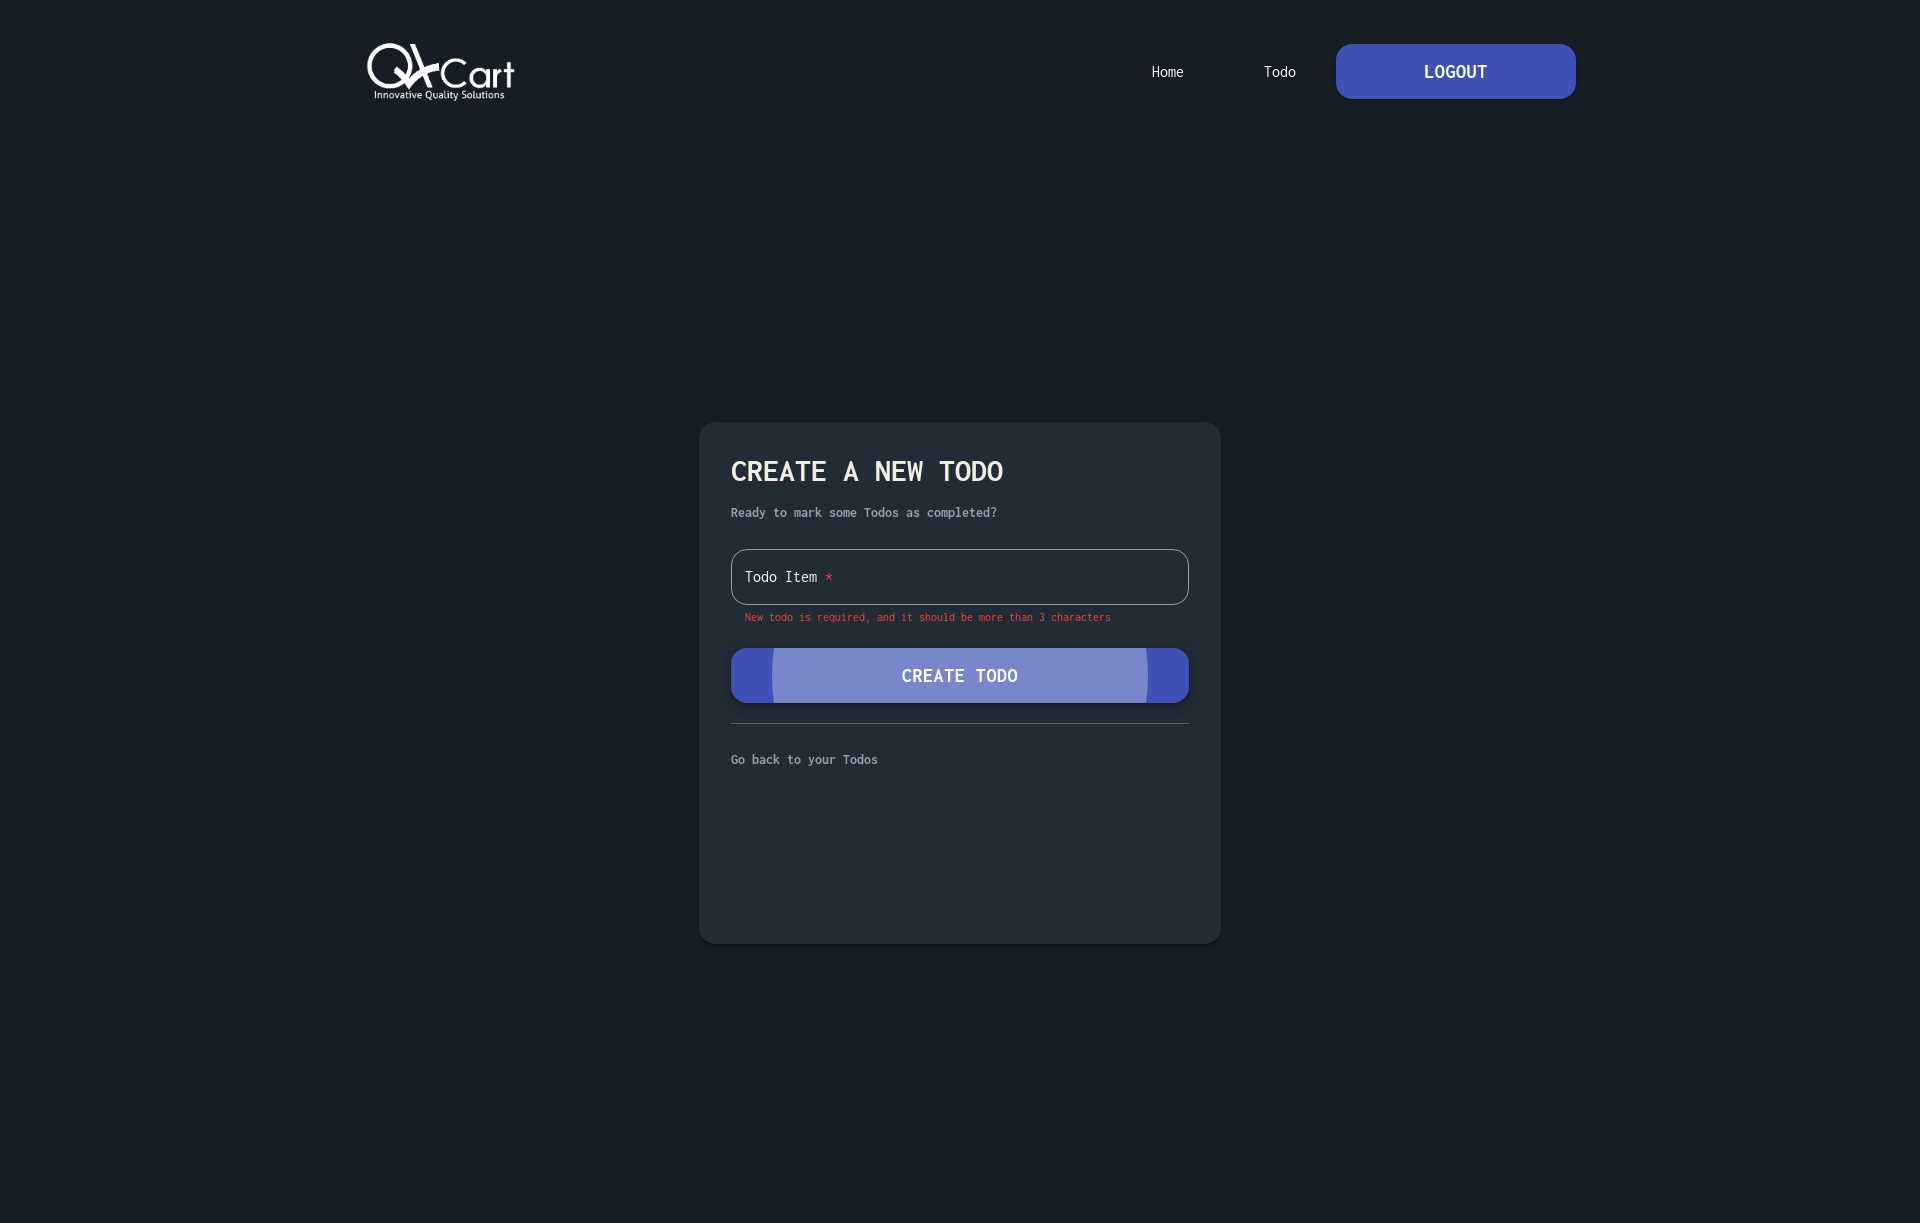 QACart
Innovative Quality Solutions
Home
Todo
LOGOUT
CREATE A NEW TODO
Ready to mark some Todos as completed?
Todo Item *
New todo is required, and it should be more than 3 characters
CREATE TODO
Go back to your Todos